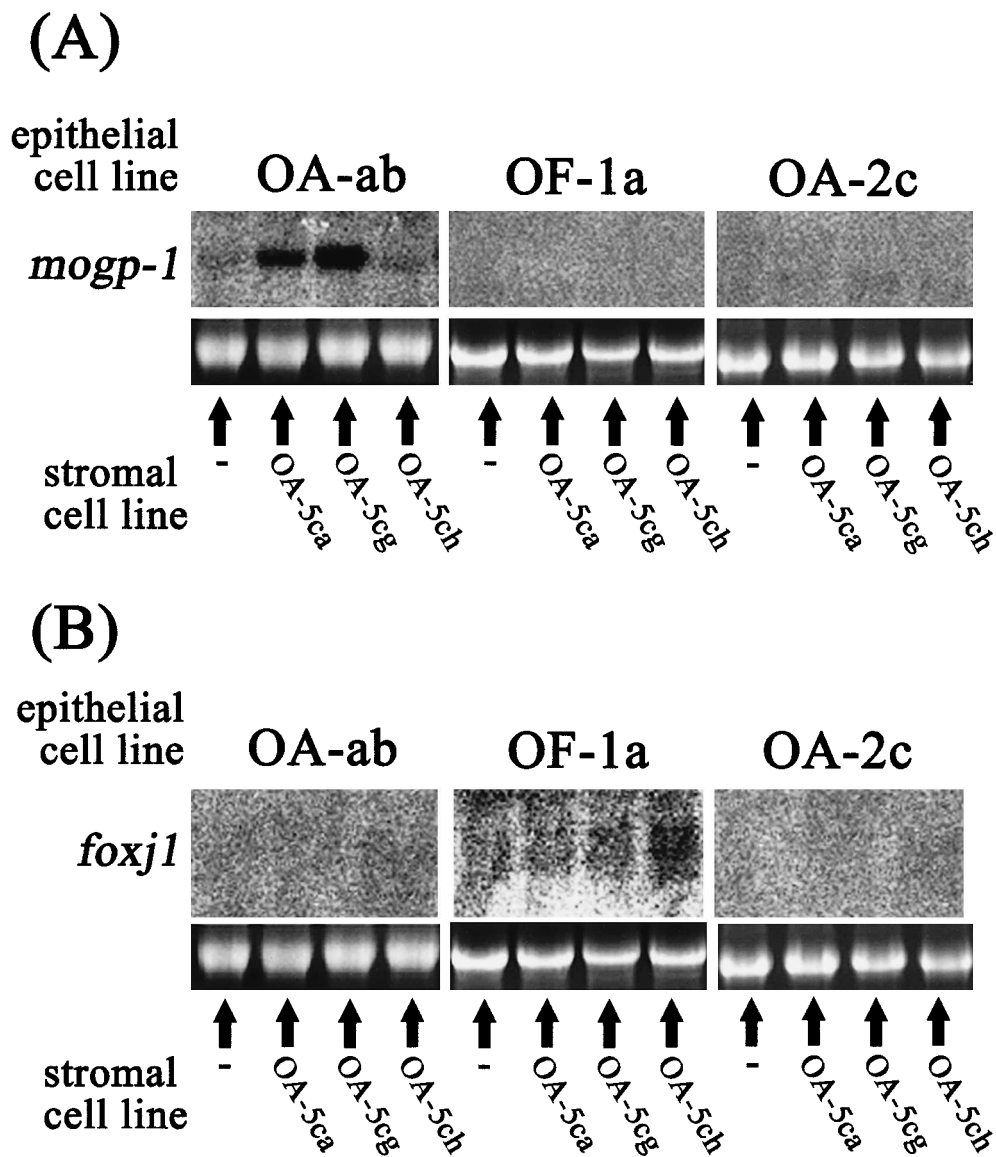 (A)
epithelial
cell line
OA-ab OF-1a OA-2c
mogp-1
- OA-5ca OA-5cg OA-5ch - OA-5ca OA-5cg OA-5ch - OA-5ca OA-5cg OA-5ch
stromal
cell line
(B)
epithelial
cell line
OA-ab OF-1a OA-2c
foxj1
- OA-5ca OA-5cg OA-5ch - OA-5ca OA-5cg OA-5ch - OA-5ca OA-5cg OA-5ch
stromal
cell line